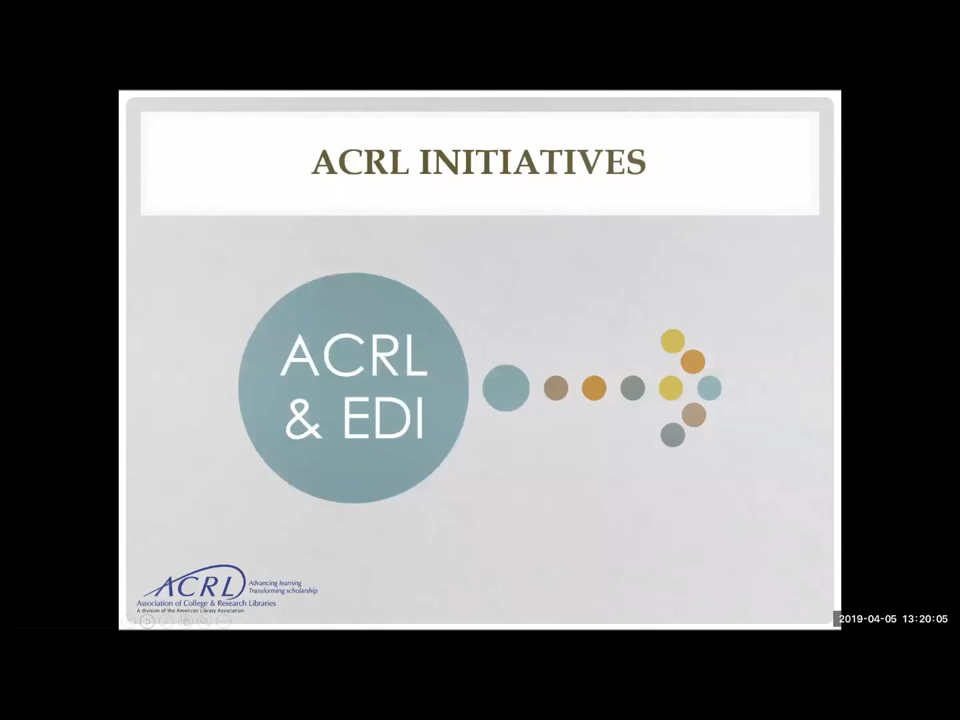 ACRL INITIATIVES
ACRL
& EDI
ACRL
Advancing learning
Transforming scholarship
Association of College & Research Libraries
A division of the American Library Association
2019-04-05 13:20:05